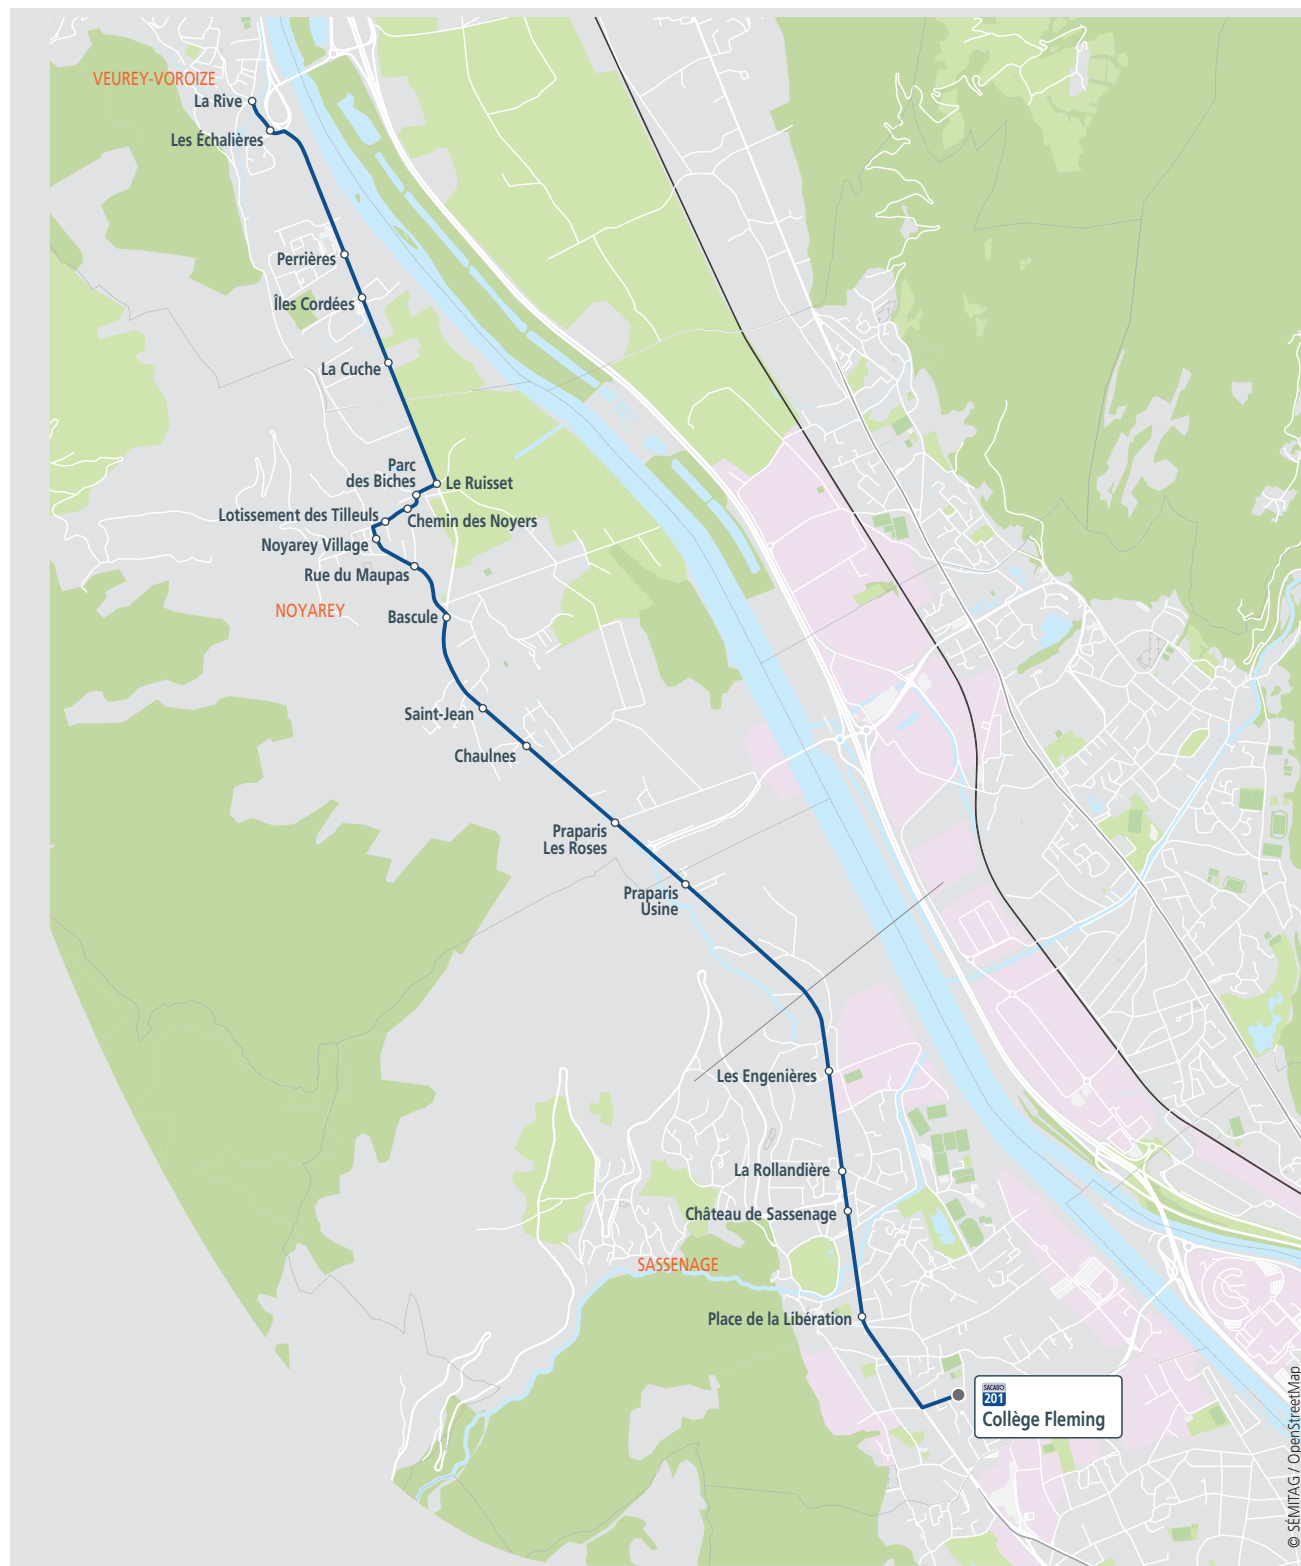 VEUREY-VOROIZE
La Rive
Les Échalières
Perrières
Îles Cordées
La Cuche
Parc
des Biches
Le Ruisset
Lotissement des Tilleuls
Chemin des Noyers
Noyarey Village
Rue du Maupas
NOYAREY
Bascule
Saint-Jean
Chaulnes
Praparis
Les Roses
Praparis
Usine
Les Engenières
La Rollandière
Château de Sassenage
SASSENAGE
Place de la Libération
SACADO
201
Collège Fleming
© SÉMITAG / OpenStreetMap